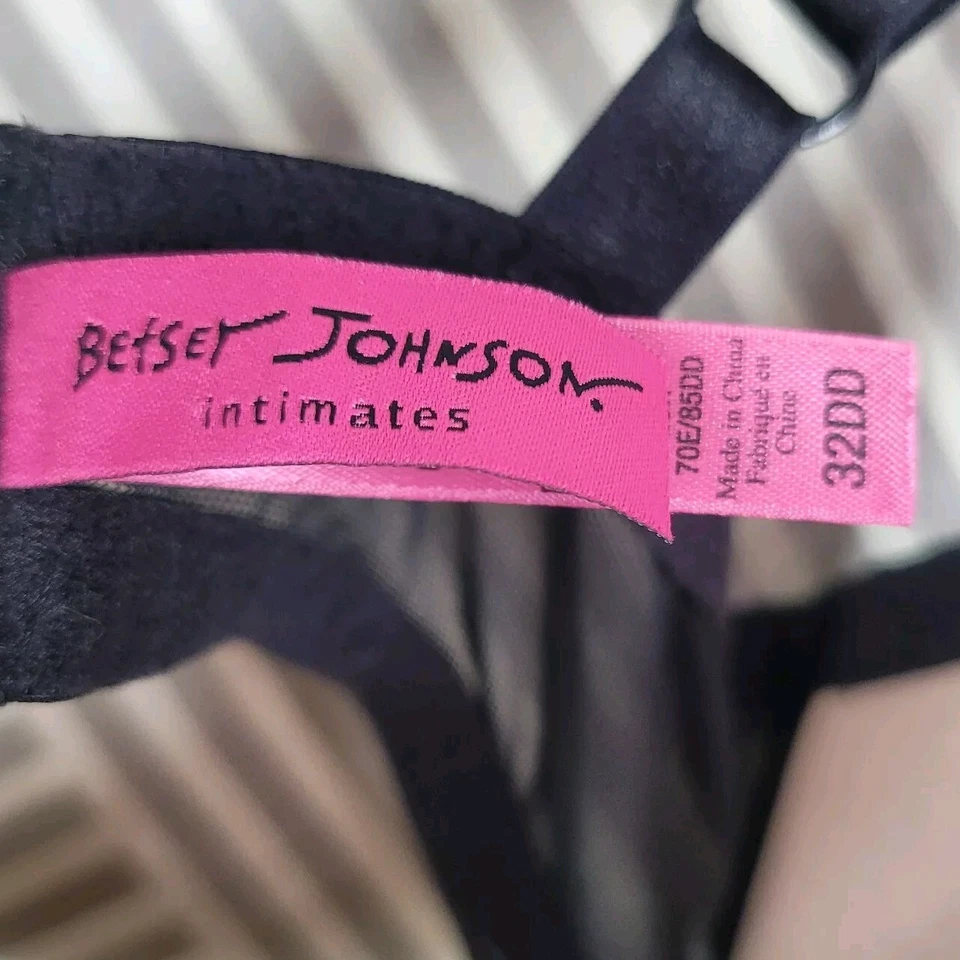 BETSEY JOHNSON.
intimates
70E/85DD
Made in China
Fabriqué en
Chine
32DD